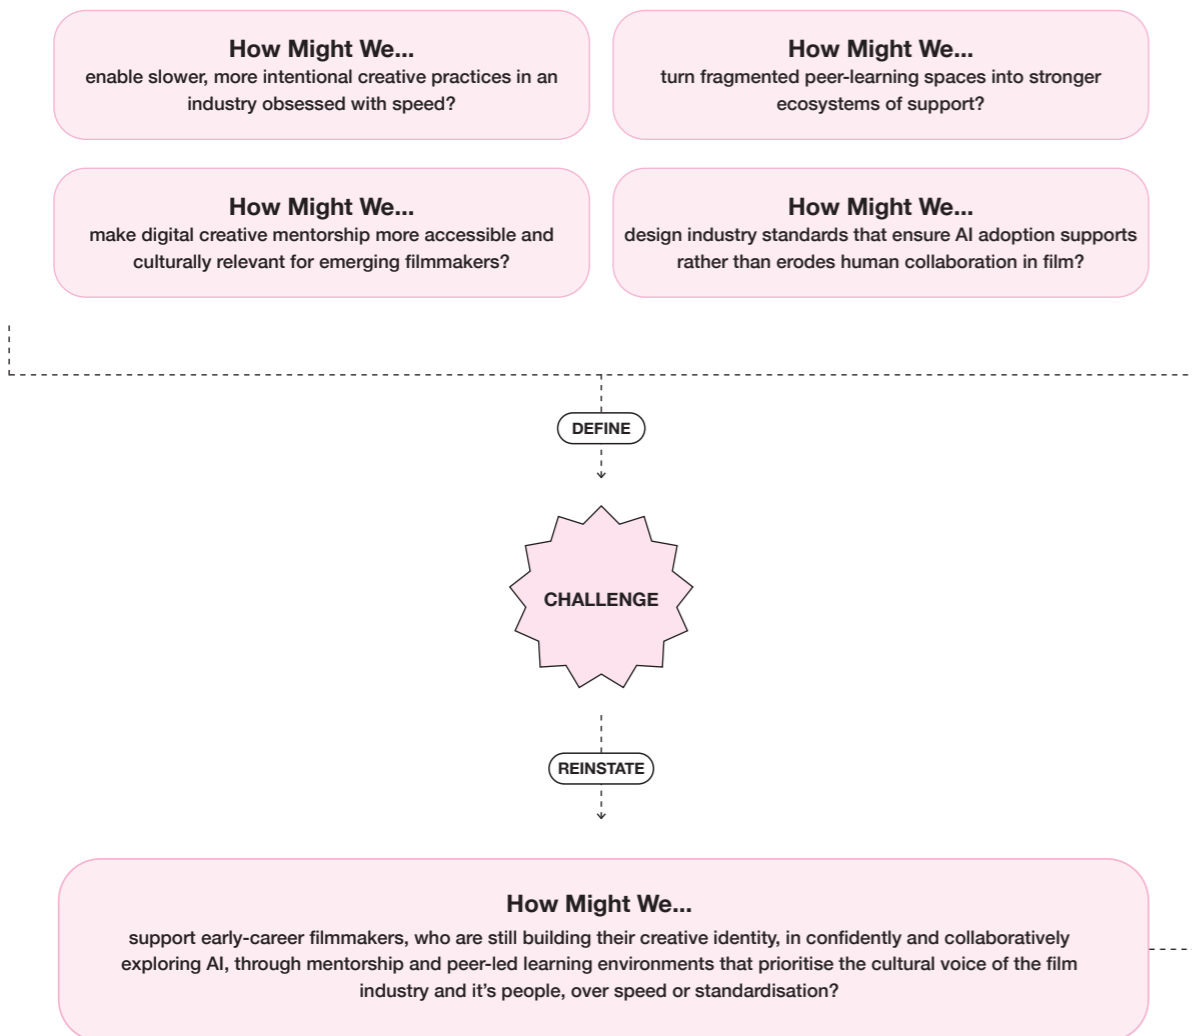 How Might We...
enable slower, more intentional creative practices in an
industry obsessed with speed?
How Might We...
turn fragmented peer-learning spaces into stronger
ecosystems of support?
How Might We...
make digital creative mentorship more accessible and
culturally relevant for emerging filmmakers?
How Might We...
design industry standards that ensure AI adoption supports
rather than erodes human collaboration in film?
DEFINE
CHALLENGE
REINSTATE
How Might We...
support early-career filmmakers, who are still building their creative identity, in confidently and collaboratively
exploring AI, through mentorship and peer-led learning environments that prioritise the cultural voice of the film
industry and it's people, over speed or standardisation?